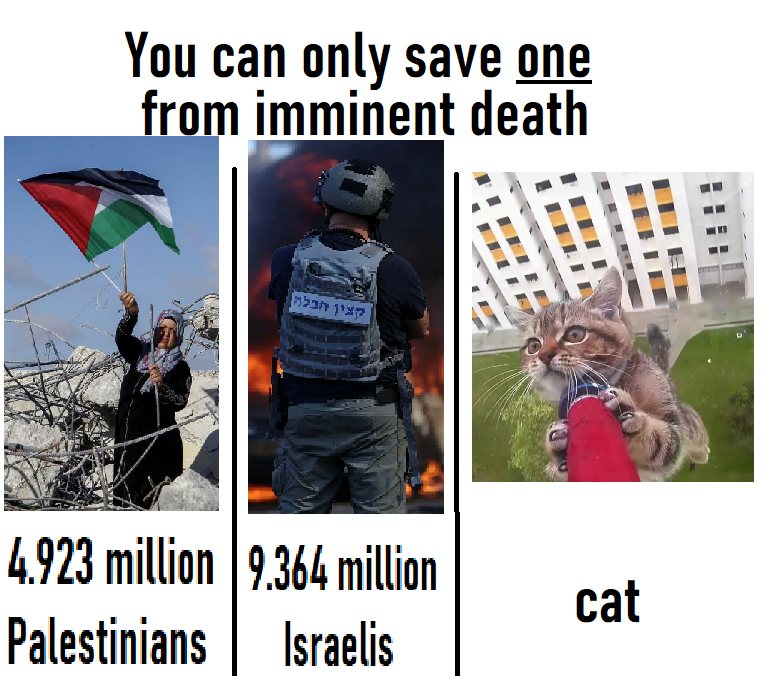 You can only save one
from imminent death
קצין חבלה
4.923 million
Palestinians
9.364 million
Israelis
cat